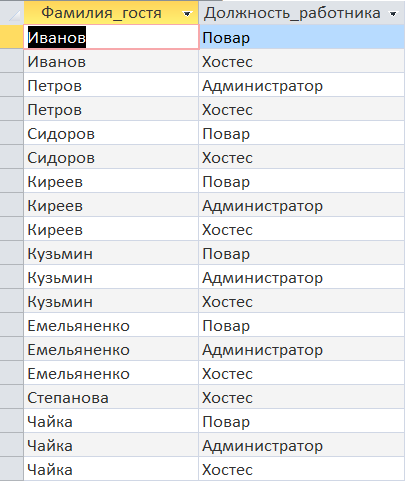 Фамилия_гостя Должность_работника
Иванов Повар
Иванов Хостес
Петров Администратор
Петров Хостес
Сидоров Повар
Сидоров Хостес
Киреев Повар
Киреев Администратор
Киреев Хостес
Кузьмин Повар
Кузьмин Администратор
Кузьмин Хостес
Емельяненко Повар
Емельяненко Администратор
Емельяненко Хостес
Степанова Хостес
Чайка Повар
Чайка Администратор
Чайка Хостес